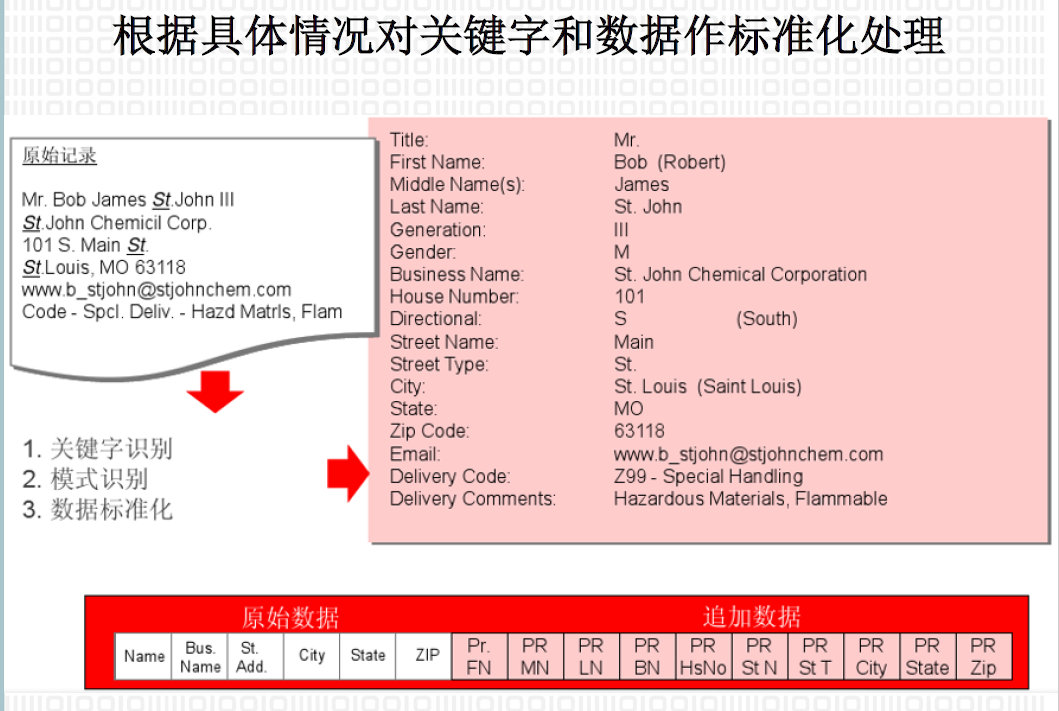 根据具体情况对关键字和数据作标准化处理
原始记录
Mr. Bob James St.John III
St.John Chemicil Corp.
101 S. Main St.
St.Louis, MO 63118
www.b_stjohn@stjohnchem.com
Code - Spcl. Deliv. - Hazd Matrls, Flam
1. 关键字识别
2. 模式识别
3. 数据标准化
Title: Mr.
First Name: Bob (Robert)
Middle Name(s): James
Last Name: St. John
Generation: III
Gender: M
Business Name: St. John Chemical Corporation
House Number: 101
Directional: S (South)
Street Name: Main
Street Type: St.
City: St. Louis (Saint Louis)
State: MO
Zip Code: 63118
Email: www.b_stjohn@stjohnchem.com
Delivery Code: Z99 - Special Handling
Delivery Comments: Hazardous Materials, Flammable
原始数据 追加数据
Name Bus. Name St. Add. City State ZIP Pr. FN PR MN PR LN PR BN PR HsNo PR St N PR St T PR City PR State PR Zip